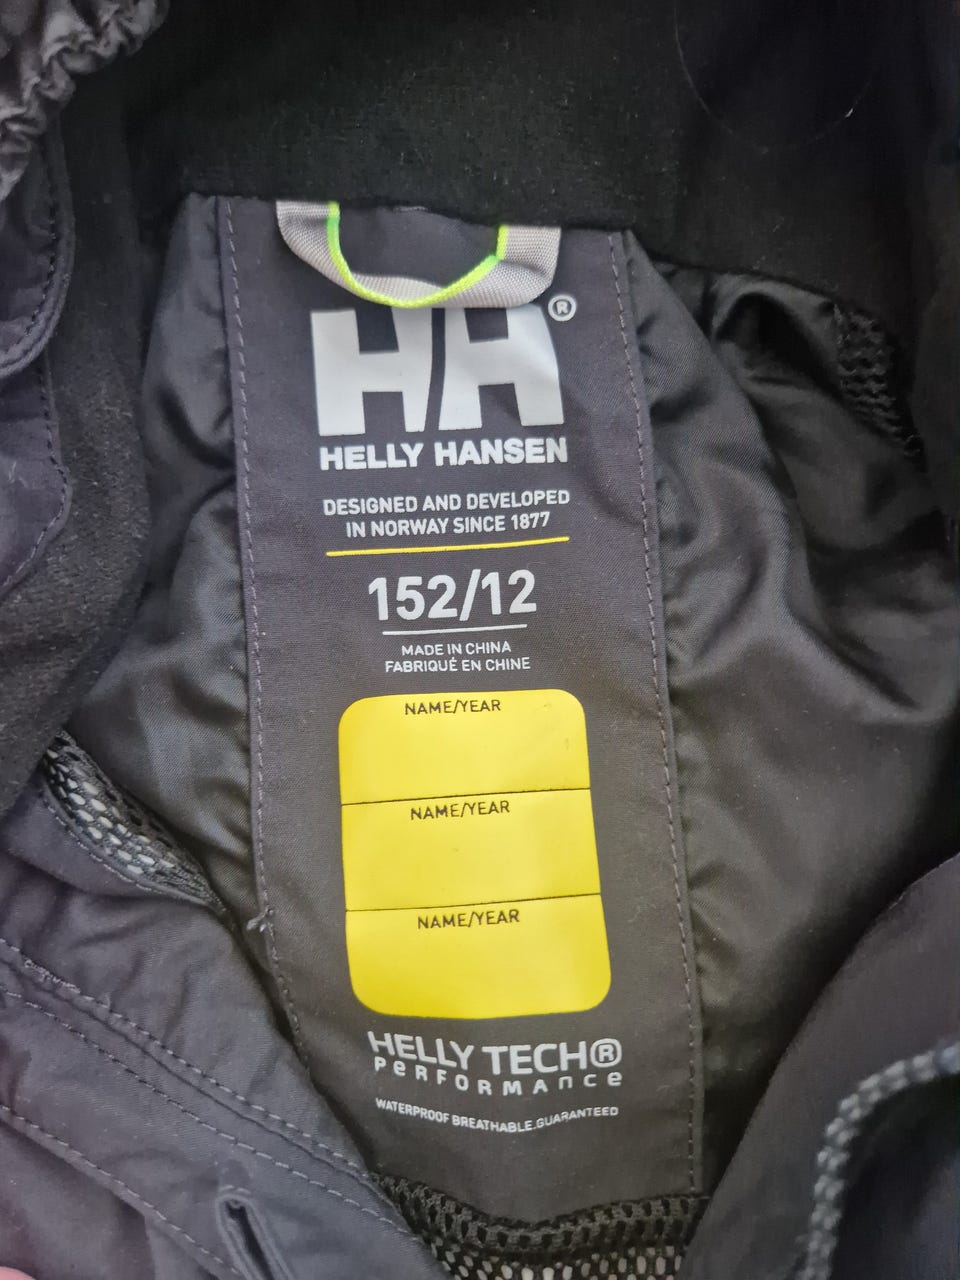 HH®
HELLY HANSEN
DESIGNED AND DEVELOPED
IN NORWAY SINCE 1877
152/12
MADE IN CHINA
FABRIQUÉ EN CHINE
NAME/YEAR
NAME/YEAR
NAME/YEAR
HELLY TECH®
PeRFORMAnce
WATERPROOF.BREATHABLE.GUARANTEED